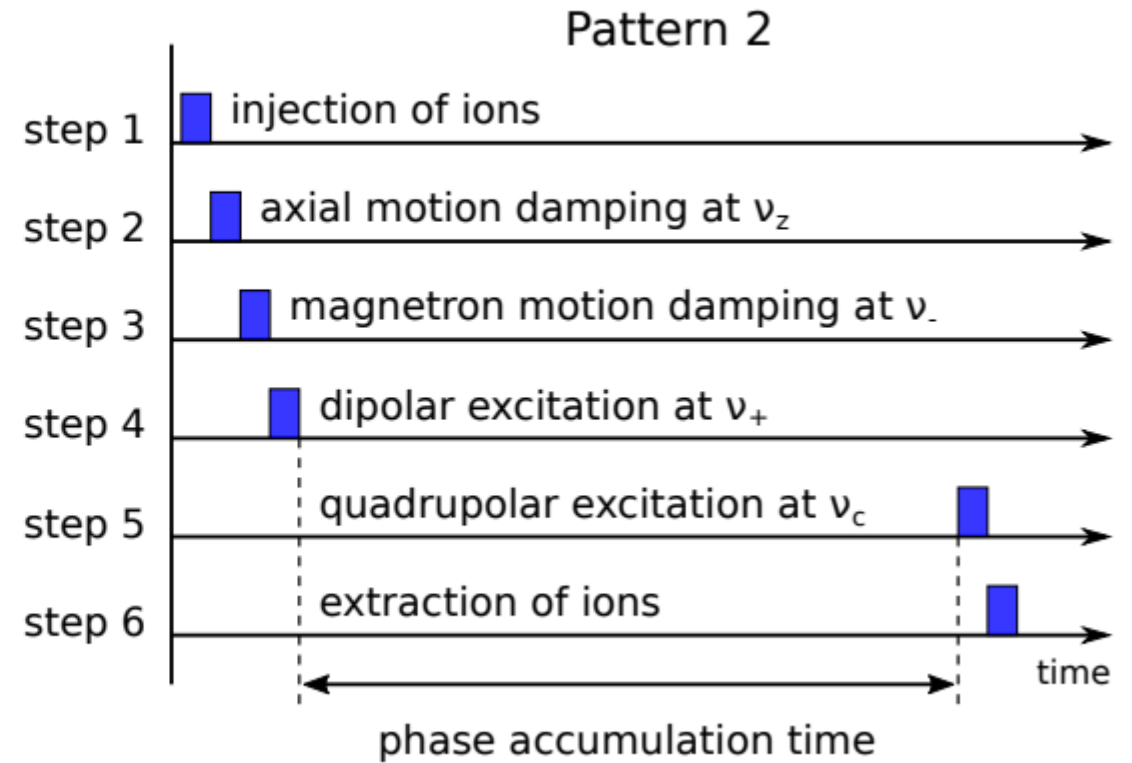 Pattern 2
step 1 injection of ions
step 2 axial motion damping at νz
step 3 magnetron motion damping at ν-
step 4 dipolar excitation at ν+
step 5 quadrupolar excitation at νc
step 6 extraction of ions
time
phase accumulation time